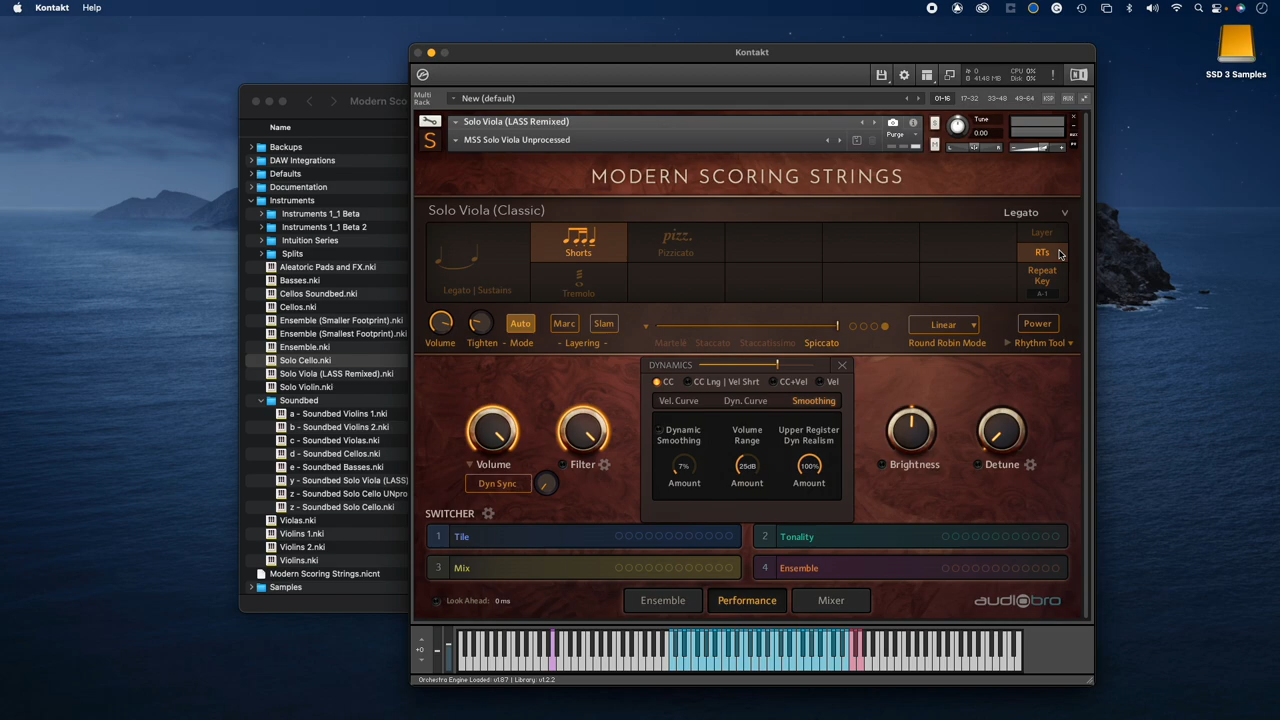 Kontakt Help
SSD 3 Samples
Modern Sco
Name
Backups
DAW Integrations
Defaults
Documentation
Instruments
Instruments 1_1 Beta
Instruments 1_1 Beta 2
Intuition Series
Splits
Aleatoric Pads and FX.nki
Basses.nki
Cellos Soundbed.nki
Cellos.nki
Ensemble (Smaller Footprint).nki
Ensemble (Smallest Footprint).nki
Ensemble.nki
Solo Cello.nki
Solo Viola (LASS Remixed).nki
Solo Violin.nki
Soundbed
a - Soundbed Violins 1.nki
b - Soundbed Violins 2.nki
c - Soundbed Violas.nki
d - Soundbed Cellos.nki
e - Soundbed Basses.nki
y - Soundbed Solo Viola (LASS)
z - Soundbed Solo Cello UNpro
z - Soundbed Solo Cello.nki
Violas.nki
Violins 1.nki
Violins 2.nki
Violins.nki
Modern Scoring Strings.nicnt
Samples
Kontakt
0 41.48 MB CPU 0% Disk 0% !
Multi Rack New (default) 01-16 17-32 33-48 49-64 KSP AUX
S Solo Viola (LASS Remixed) Purge S Tune 0.00
MSS Solo Viola Unprocessed M L R
MODERN SCORING STRINGS
Solo Viola (Classic) Legato
Legato | Sustains Shorts pizz. Pizzicato Layer
RTs
Tremolo Repeat Key
A-1
Auto Marc Slam Linear Power
Volume Tighten - Mode - Layering - Martelé Staccato Staccatissimo Spiccato Round Robin Mode Rhythm Tool
DYNAMICS
CC CC Lng | Vel Shrt CC+Vel Vel
Vel. Curve Dyn. Curve Smoothing
Dynamic Smoothing Volume Range Upper Register Dyn Realism
7% 25dB 100%
Amount Amount Amount
Volume Filter Brightness Detune
Dyn Sync
SWITCHER
1 Tile 2 Tonality
3 Mix 4 Ensemble
Look Ahead: 0 ms Ensemble Performance Mixer audiobro
+0
Orchestra Engine Loaded: v1.87 | Library: v1.2.2